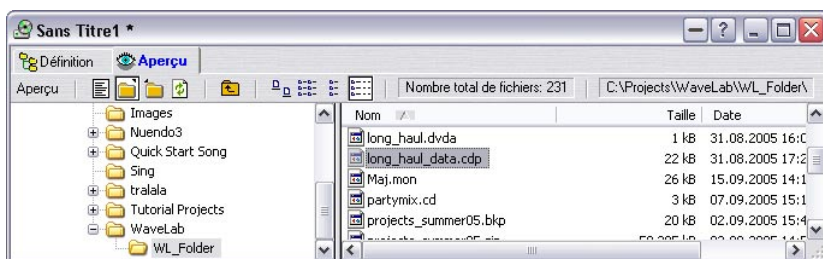 Sans Titre1 *
Définition Aperçu
Aperçu Nombre total de fichiers: 231 C:\Projects\WaveLab\WL_Folder\
Images
Nuendo3
Quick Start Song
Sing
tralala
Tutorial Projects
WaveLab
WL_Folder
Nom Taille Date
long_haul.dvda 1 kB 31.08.2005 16:0
long_haul_data.cdp 22 kB 31.08.2005 17:2
Maj.mon 26 kB 15.09.2005 14:1
partymix.cd 3 kB 07.09.2005 15:1
projects_summer05.bkp 20 kB 02.09.2005 15:4